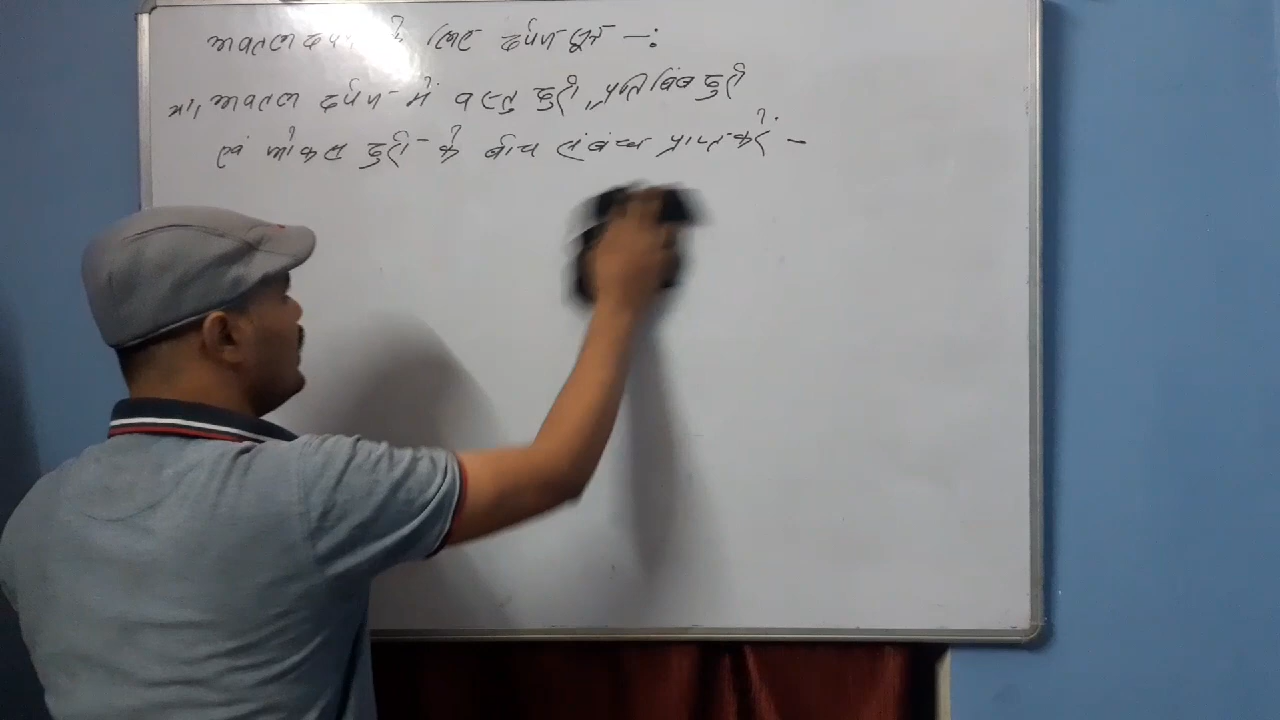 अवतल दर्पण के लिए दर्पण सूत्र -:
या, अवतल दर्पण में वस्तु दुरी, प्रतिबिंब दुरी
एवं फोकस दुरी के बीच संबंध प्राप्त करें -